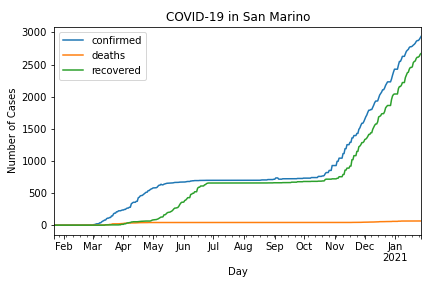 COVID-19 in San Marino
3000
2500
2000
1500
1000
500
0
Number of Cases
confirmed
deaths
recovered
Feb Mar Apr May Jun Jul Aug Sep Oct Nov Dec Jan
2021
Day